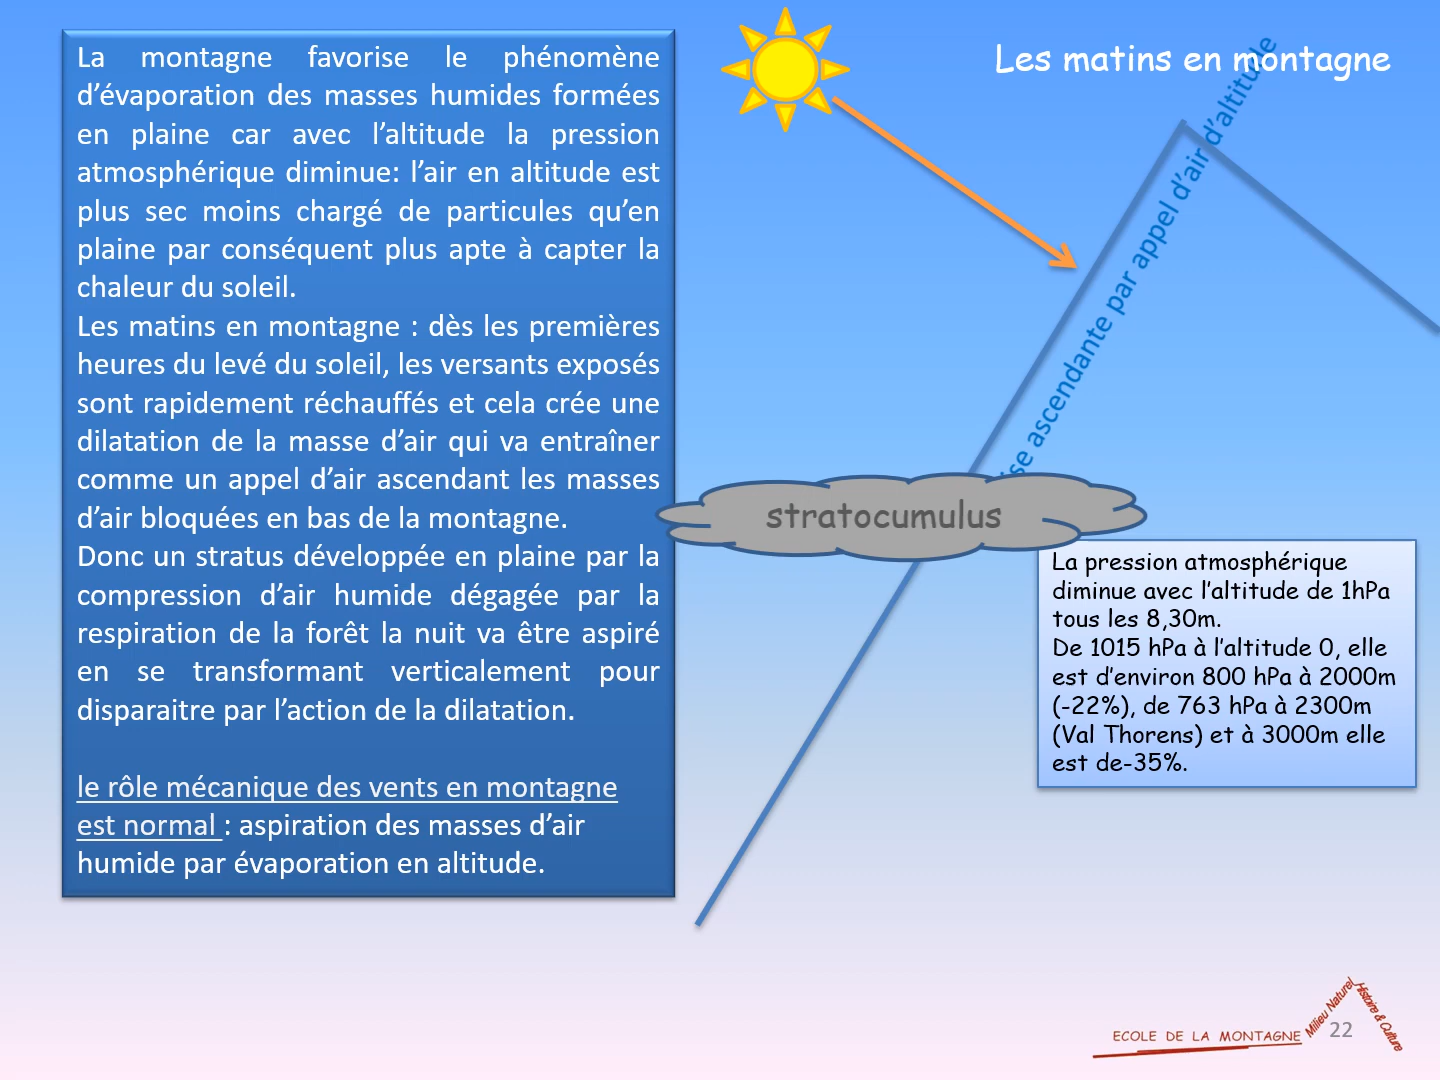 Les matins en montagne
La montagne favorise le phénomène
d’évaporation des masses humides formées
en plaine car avec l’altitude la pression
atmosphérique diminue: l’air en altitude est
plus sec moins chargé de particules qu’en
plaine par conséquent plus apte à capter la
chaleur du soleil.
Les matins en montagne : dès les premières
heures du levé du soleil, les versants exposés
sont rapidement réchauffés et cela crée une
dilatation de la masse d’air qui va entraîner
comme un appel d’air ascendant les masses
d’air bloquées en bas de la montagne.
Donc un stratus développée en plaine par la
compression d’air humide dégagée par la
respiration de la forêt la nuit va être aspiré
en se transformant verticalement pour
disparaitre par l’action de la dilatation.
le rôle mécanique des vents en montagne
est normal : aspiration des masses d’air
humide par évaporation en altitude.
ascendante par appel d’air d’altitude
stratocumulus
La pression atmosphérique
diminue avec l’altitude de 1hPa
tous les 8,30m.
De 1015 hPa à l’altitude 0, elle
est d’environ 800 hPa à 2000m
(-22%), de 763 hPa à 2300m
(Val Thorens) et à 3000m elle
est de-35%.
ECOLE DE LA MONTAGNE
Milieu Naturel
Histoire & Culture
22